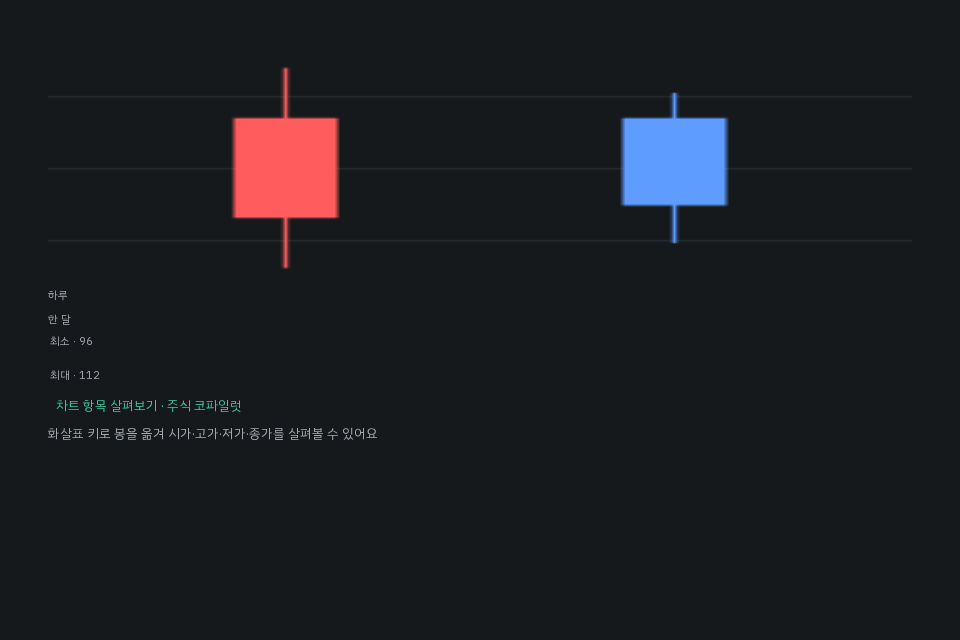 하루
한 달
최소 · 96
최대 · 112
차트 항목 살펴보기 · 주식 코파일럿
화살표 키로 봉을 옮겨 시가·고가·저가·종가를 살펴볼 수 있어요